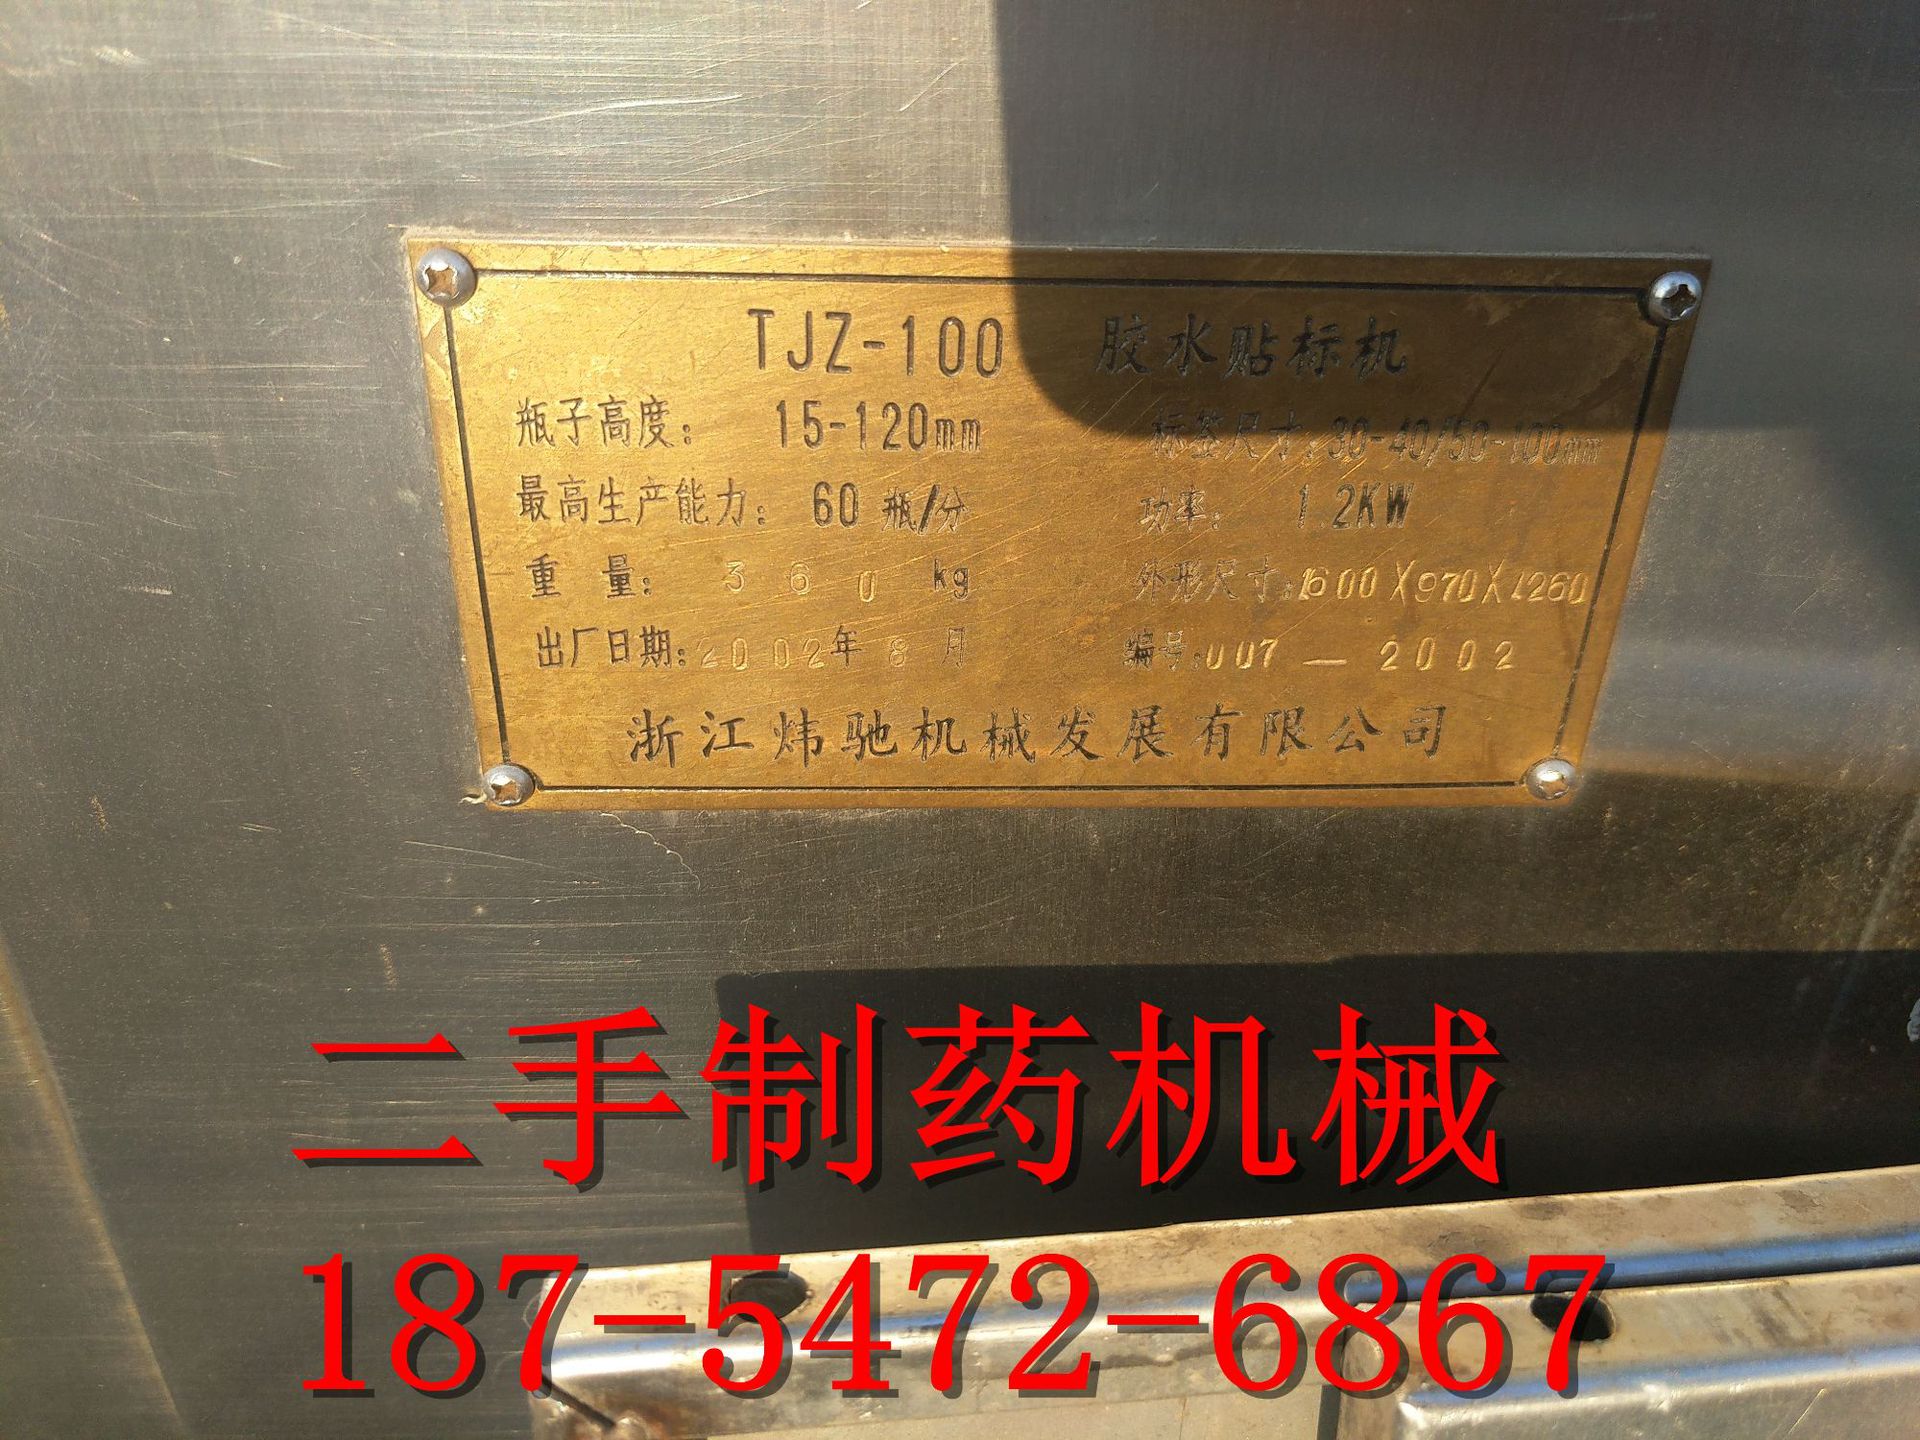 TJZ-100 胶水贴标机
瓶子高度: 15-120mm 标签尺寸:30-40/50-100mm
最高生产能力: 60 瓶/分 功率: 1.2KW
重 量: 360 kg 外形尺寸:1600X970X1260
出厂日期:2002年 8 月 编号:007 — 2002
浙江炜驰机械发展有限公司
二手制药机械
187-5472-6867